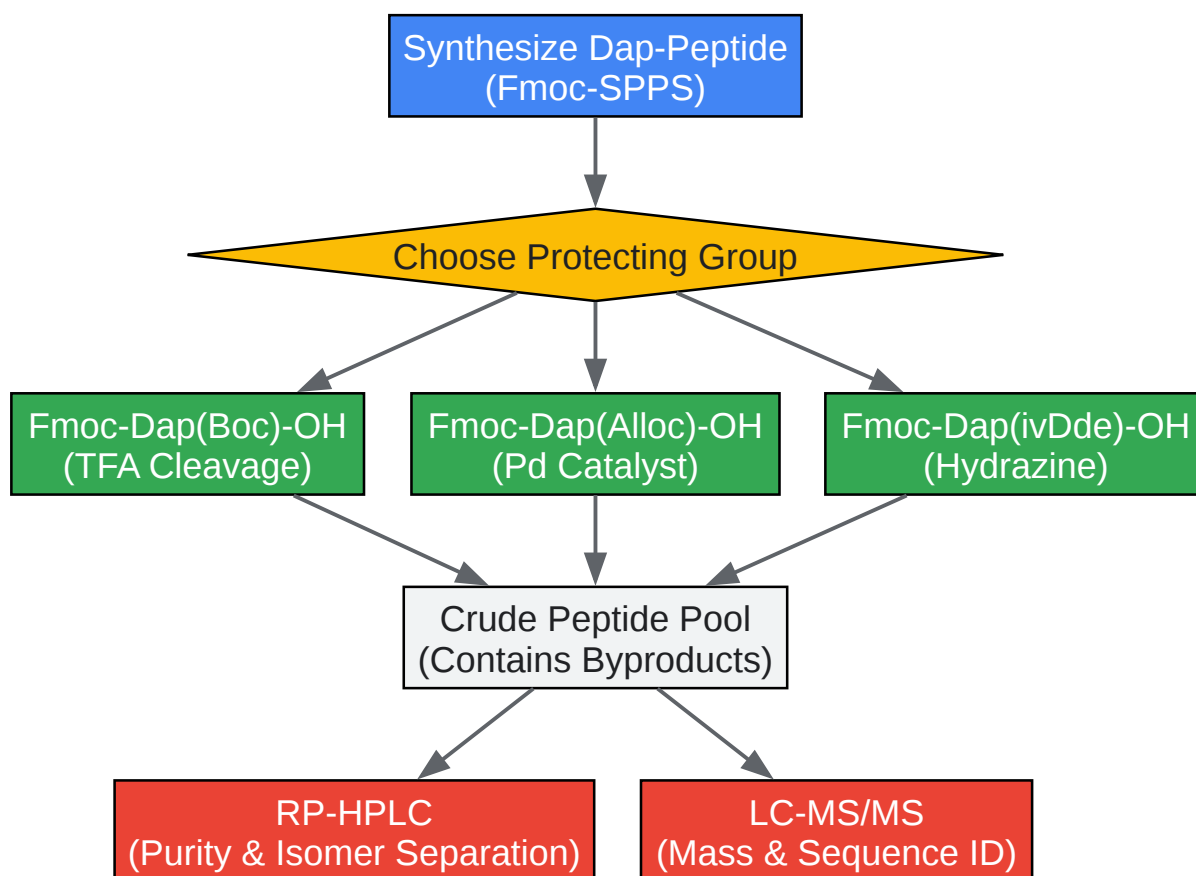 Synthesize Dap-Peptide
(Fmoc-SPPS)
Choose Protecting Group
Fmoc-Dap(Boc)-OH
(TFA Cleavage)
Fmoc-Dap(Alloc)-OH
(Pd Catalyst)
Fmoc-Dap(ivDde)-OH
(Hydrazine)
Crude Peptide Pool
(Contains Byproducts)
RP-HPLC
(Purity & Isomer Separation)
LC-MS/MS
(Mass & Sequence ID)